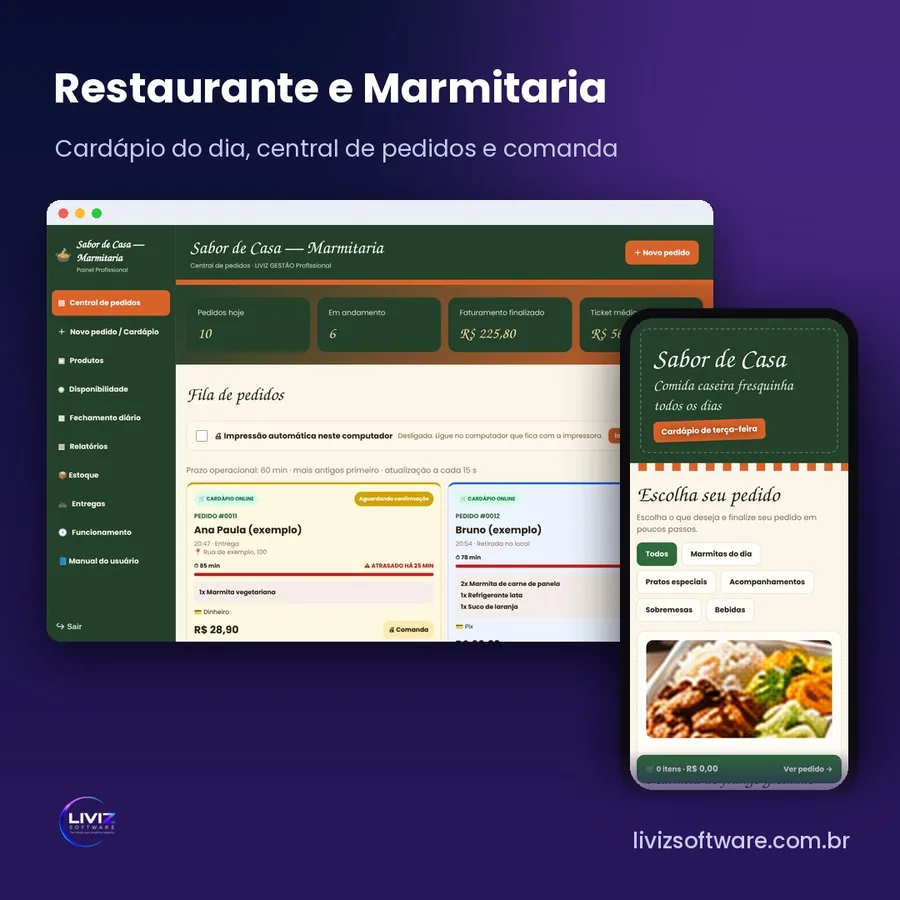 Restaurante e Marmitaria
Cardápio do dia, central de pedidos e comanda
Sabor de Casa —
Marmitaria
Painel Profissional
Central de pedidos
Novo pedido / Cardápio
Produtos
Disponibilidade
Fechamento diário
Relatórios
Estoque
Entregas
Funcionamento
Manual do usuário
Sair
Sabor de Casa — Marmitaria
Central de pedidos · LIVIZ GESTÃO Profissional
+ Novo pedido
Pedidos hoje
10
Em andamento
6
Faturamento finalizado
R$ 225,80
Ticket médio
R$ 56
Fila de pedidos
Impressão automática neste computador Desligada. Ligue no computador que fica com a impressora.
Prazo operacional: 60 min · mais antigos primeiro · atualização a cada 15 s
CARDÁPIO ONLINE
Aguardando confirmação
PEDIDO #0011
Ana Paula (exemplo)
20:47 · Entrega
Rua de exemplo, 100
85 min
ATRASADO HÁ 25 MIN
1x Marmita vegetariana
Dinheiro
R$ 28,90
Comanda
CARDÁPIO ONLINE
PEDIDO #0012
Bruno (exemplo)
20:54 · Retirada no local
78 min
2x Marmita de carne de panela
1x Refrigerante lata
1x Suco de laranja
Pix
Sabor de Casa
Comida caseira fresquinha
todos os dias
Cardápio de terça-feira
Escolha seu pedido
Escolha o que deseja e finalize seu pedido em
poucos passos.
Todos
Marmitas do dia
Pratos especiais
Acompanhamentos
Sobremesas
Bebidas
0 itens · R$ 0,00
Ver pedido →
LIVIZ
SOFTWARE
livizsoftware.com.br